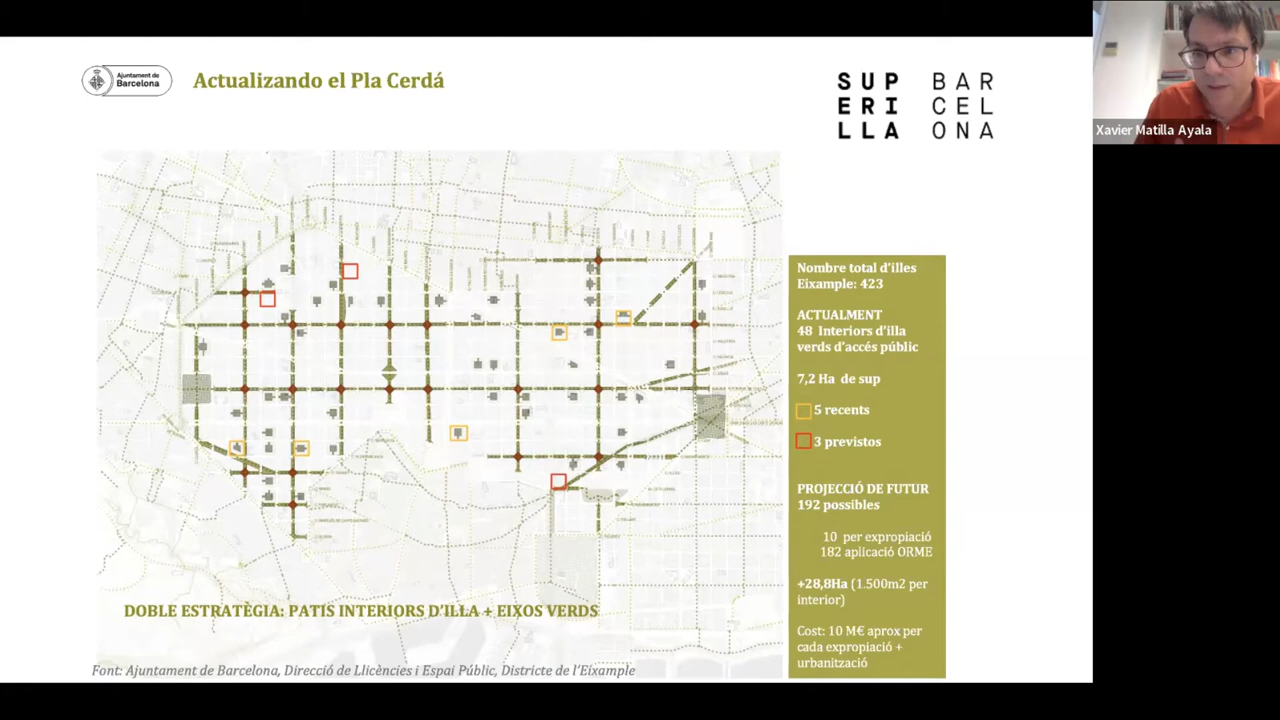 Ajuntament de
Barcelona
Actualizando el Pla Cerdá
SUP BAR
ERI CEL
LLA ONA
Xavier Matilla Ayala
Nombre total d'illes
Eixample: 423
ACTUALMENT
48 Interiors d'illa
verds d'accés públic
7,2 Ha de sup
5 recents
3 previstos
PROJECCIÓ DE FUTUR
192 possibles
10 per expropiació
182 aplicació ORME
+28,8Ha (1.500m2 per
interior)
Cost: 10 M€ aprox per
cada expropiació +
urbanització
DOBLE ESTRATÈGIA: PATIS INTERIORS D'ILLA + EIXOS VERDS
Font: Ajuntament de Barcelona, Direcció de Llicències i Espai Públic, Districte de l'Eixample